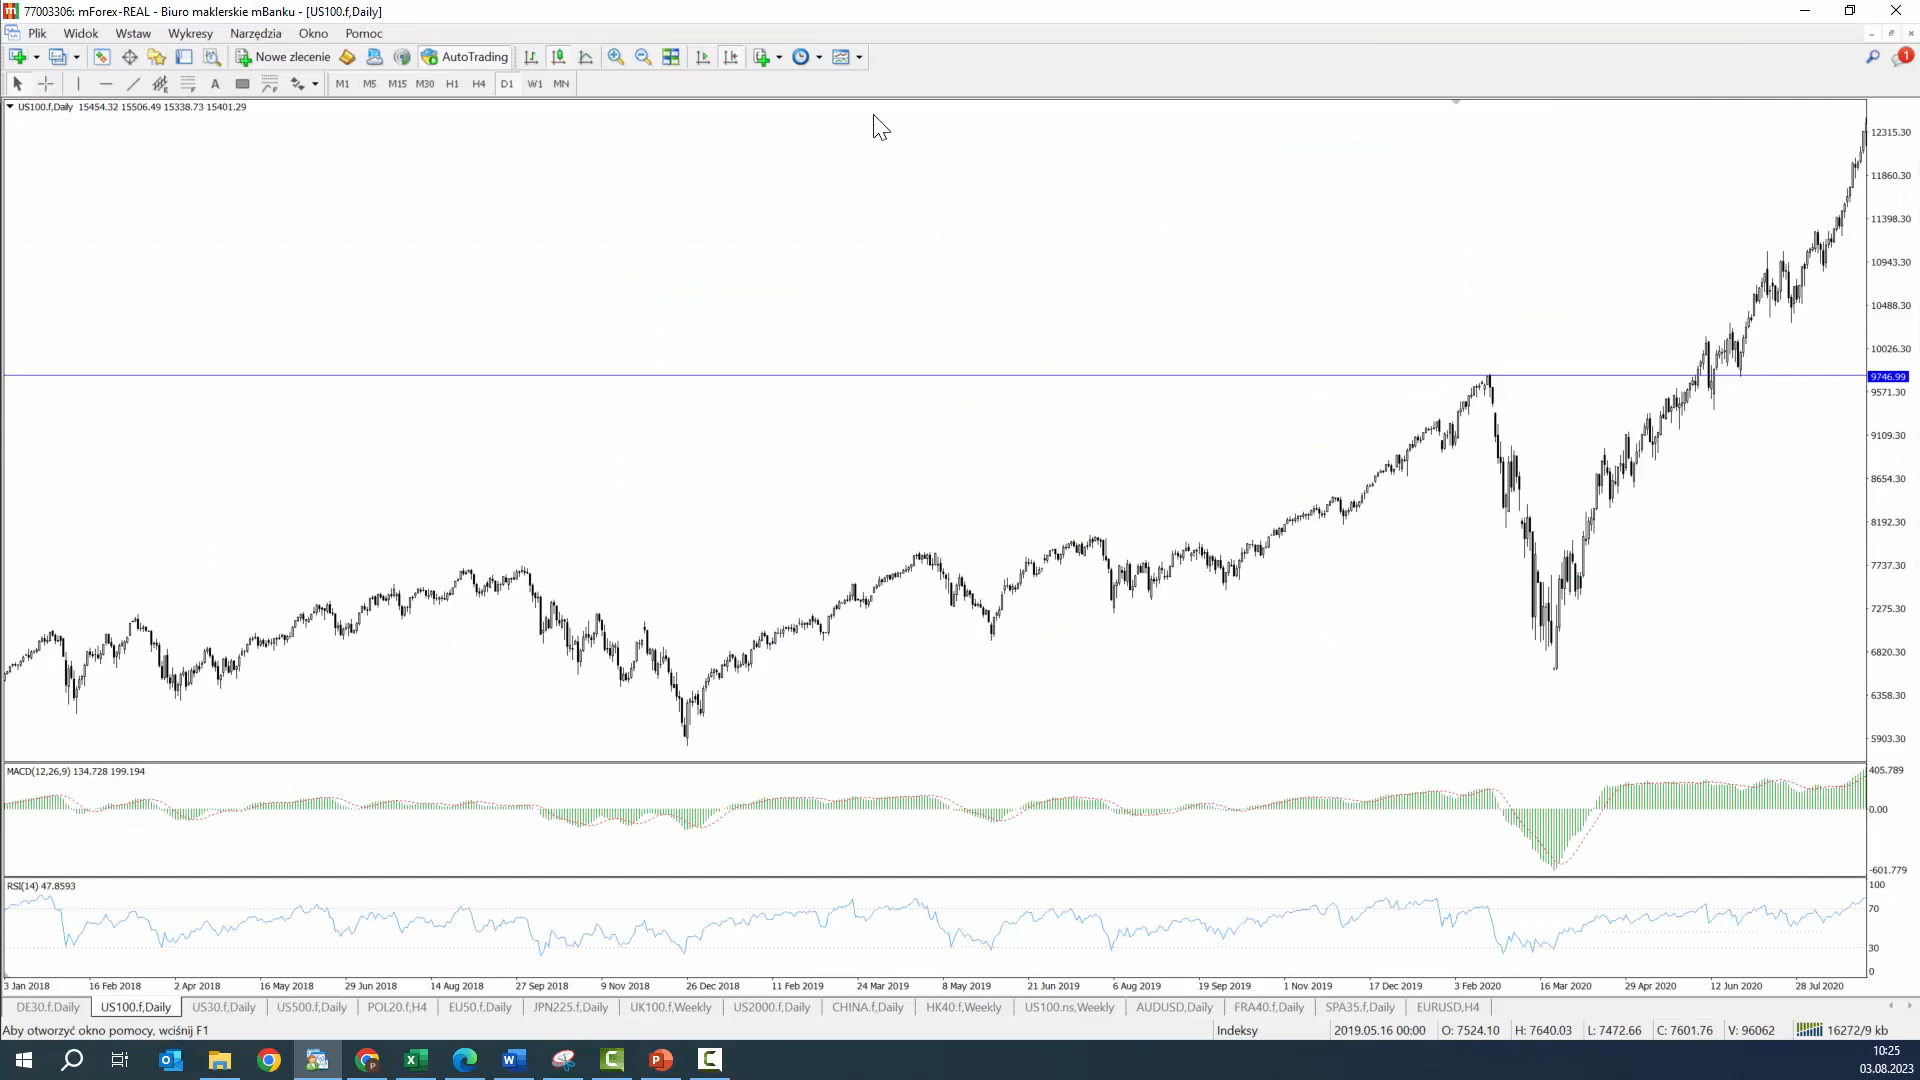 77003306: mForex-REAL - Biuro maklerskie mBanku - [US100.f,Daily]
Plik Widok Wstaw Wykresy Narzędzia Okno Pomoc
Nowe zlecenie AutoTrading 1
A M1 M5 M15 M30 H1 H4 D1 W1 MN
US100.f,Daily 15454.32 15506.49 15338.73 15401.29
12315.30
11860.30
11398.30
10943.30
10488.30
10026.30
9746.99
9571.30
9109.30
8654.30
8192.30
7737.30
7275.30
6820.30
6358.30
5903.30
MACD(12,26,9) 134.728 199.194
405.789
0.00
-601.779
RSI(14) 47.8593
100
70
30
0
3 Jan 2018 16 Feb 2018 2 Apr 2018 16 May 2018 29 Jun 2018 14 Aug 2018 27 Sep 2018 9 Nov 2018 26 Dec 2018 11 Feb 2019 24 Mar 2019 8 May 2019 21 Jun 2019 6 Aug 2019 19 Sep 2019 1 Nov 2019 17 Dec 2019 3 Feb 2020 16 Mar 2020 29 Apr 2020 12 Jun 2020 28 Jul 2020
DE30.f,Daily US100.f,Daily US30.f,Daily US500.f,Daily POL20.f,H4 EU50.f,Daily JPN225.f,Daily UK100.f,Weekly US2000.f,Daily CHINA.f,Daily HK40.f,Weekly US100.ns,Weekly AUDUSD,Daily FRA40.f,Daily SPA35.f,Daily EURUSD,H4
Aby otworzyć okno pomocy, wciśnij F1 Indeksy 2019.05.16 00:00 O: 7524.10 H: 7640.03 L: 7472.66 C: 7601.76 V: 96062 16272/9 kb
10:25
03.08.2023